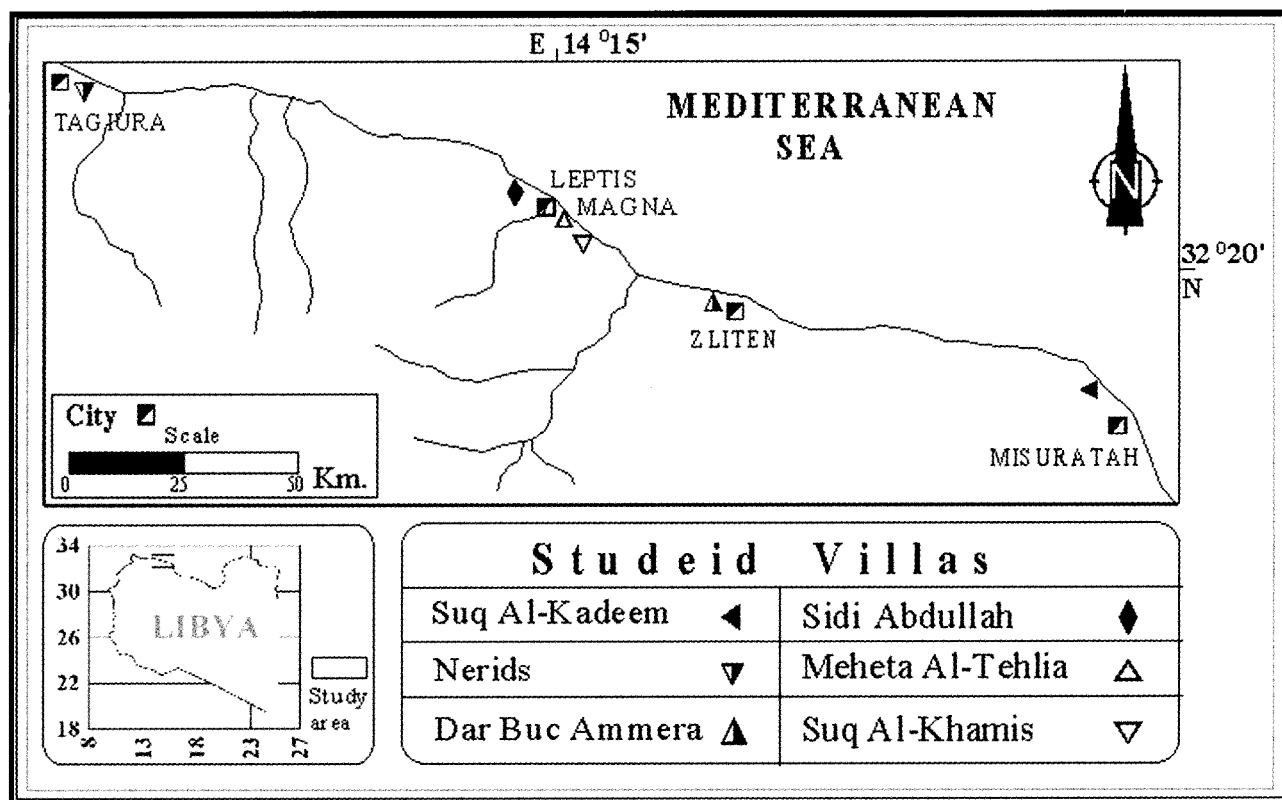 E 14 °15'
MEDITERRANEAN
SEA
TAGIURA
N
LEPTIS
MAGNA
32 °20'
N
ZLITEN
MISURATAH
City
Scale
0 25 50 Km.
34
30
26
22
18
8 13 18 23 27
LIBYA
Study
area
Studeid Villas
Suq Al-Kadeem
Sidi Abdullah
Nerids
Meheta Al-Tehlia
Dar Buc Ammera
Suq Al-Khamis